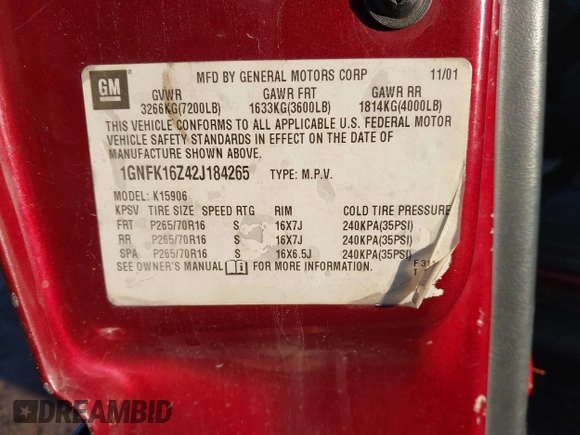 GM
MFD BY GENERAL MOTORS CORP 11/01
GVWR GAWR FRT GAWR RR
3266KG(7200LB) 1633KG(3600LB) 1814KG(4000LB)
THIS VEHICLE CONFORMS TO ALL APPLICABLE U.S. FEDERAL MOTOR
VEHICLE SAFETY STANDARDS IN EFFECT ON THE DATE OF
MANUFACTURE SHOWN ABOVE.
1GNFK16Z42J184265 TYPE: M.P.V.
MODEL: K15906
KPSV TIRE SIZE SPEED RTG RIM COLD TIRE PRESSURE
FRT P265/70R16 S 16X7J 240KPA(35PSI)
RR P265/70R16 S 16X7J 240KPA(35PSI)
SPA P265/70R16 S 16X6.5J 240KPA(35PSI)
SEE OWNER'S MANUAL FOR MORE INFORMATION.
DREAMBID